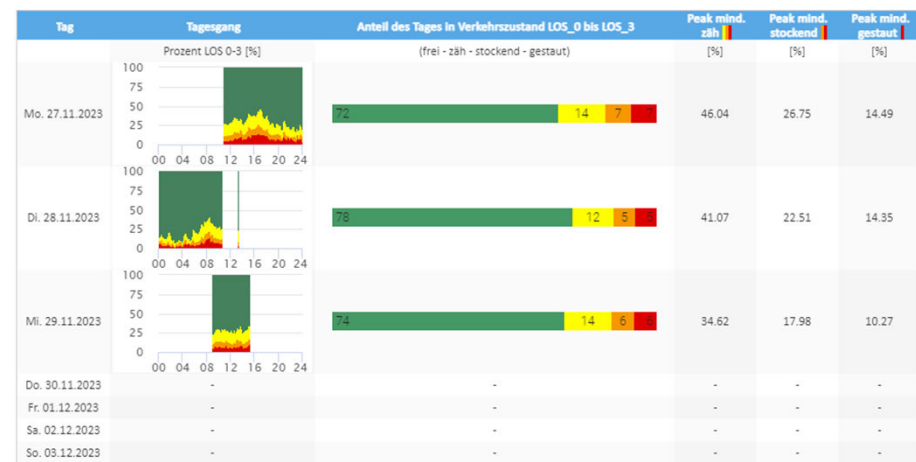 Tag Tagesgang Anteil des Tages in Verkehrszustand LOS_0 bis LOS_3 Peak mind. zäh Peak mind. stockend Peak mind. gestaut
Prozent LOS 0-3 [%] (frei - zäh - stockend - gestaut) [%] [%] [%]
100
75
50
25
0
00 04 08 12 16 20 24
Mo. 27.11.2023 72 14 7 7 46.04 26.75 14.49
100
75
50
25
0
00 04 08 12 16 20 24
Di. 28.11.2023 78 12 5 5 41.07 22.51 14.35
100
75
50
25
0
00 04 08 12 16 20 24
Mi. 29.11.2023 74 14 6 6 34.62 17.98 10.27
Do. 30.11.2023 - - - - -
Fr. 01.12.2023 - - - - -
Sa. 02.12.2023 - - - - -
So. 03.12.2023 - - - - -